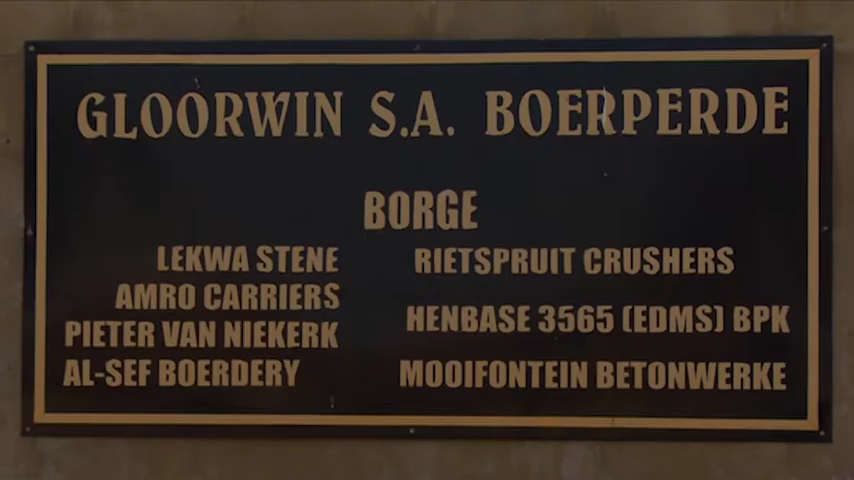 GLOORWIN S.A. BOERPERDE
BORGE
LEKWA STENE
AMRO CARRIERS
PIETER VAN NIEKERK
AL-SEF BOERDERY
RIETSPRUIT CRUSHERS
HENBASE 3565 (EDMS) BPK
MOOIFONTEIN BETONWERKE